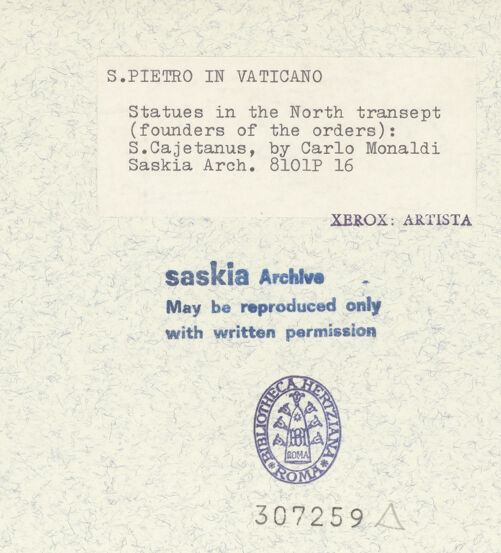 S.PIETRO IN VATICANO
Statues in the North transept
(founders of the orders):
S.Cajetanus, by Carlo Monaldi
Saskia Arch. 8101P 16
XEROX: ARTISTA
saskia Archive
May be reproduced only
with written permission
BIBLIOTHECA HERTZIANA
ROMA
ROMA
307259